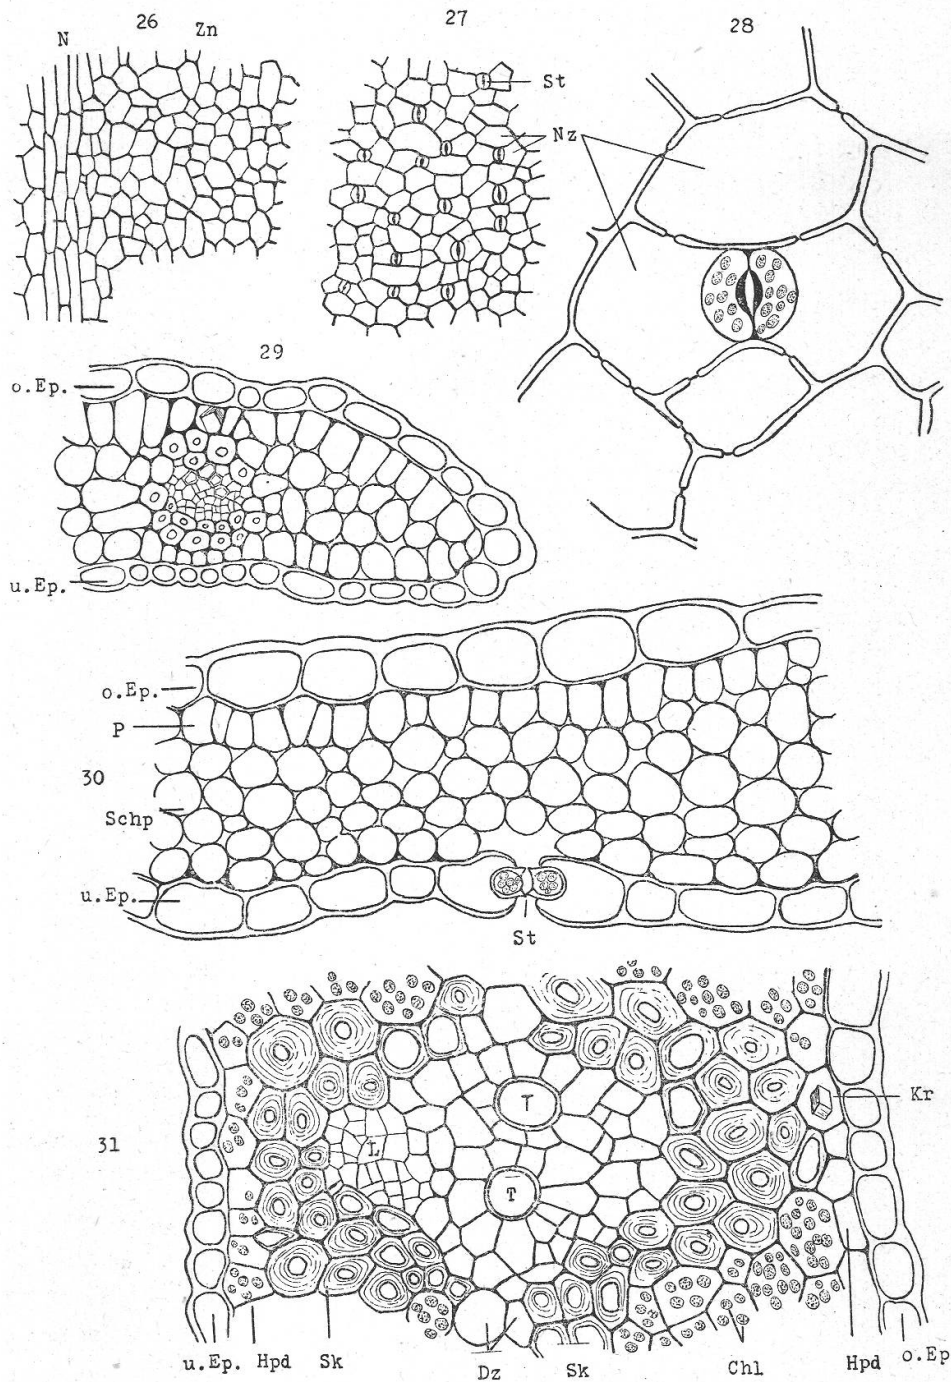 26
27
28
N
Zn
St
Nz
29
o.Ep.
u.Ep.
o.Ep.
P
30
Schp
u.Ep.
St
T
Kr
31
L
T
u.Ep. Hpd Sk Dz Sk Chl Hpd o.Ep